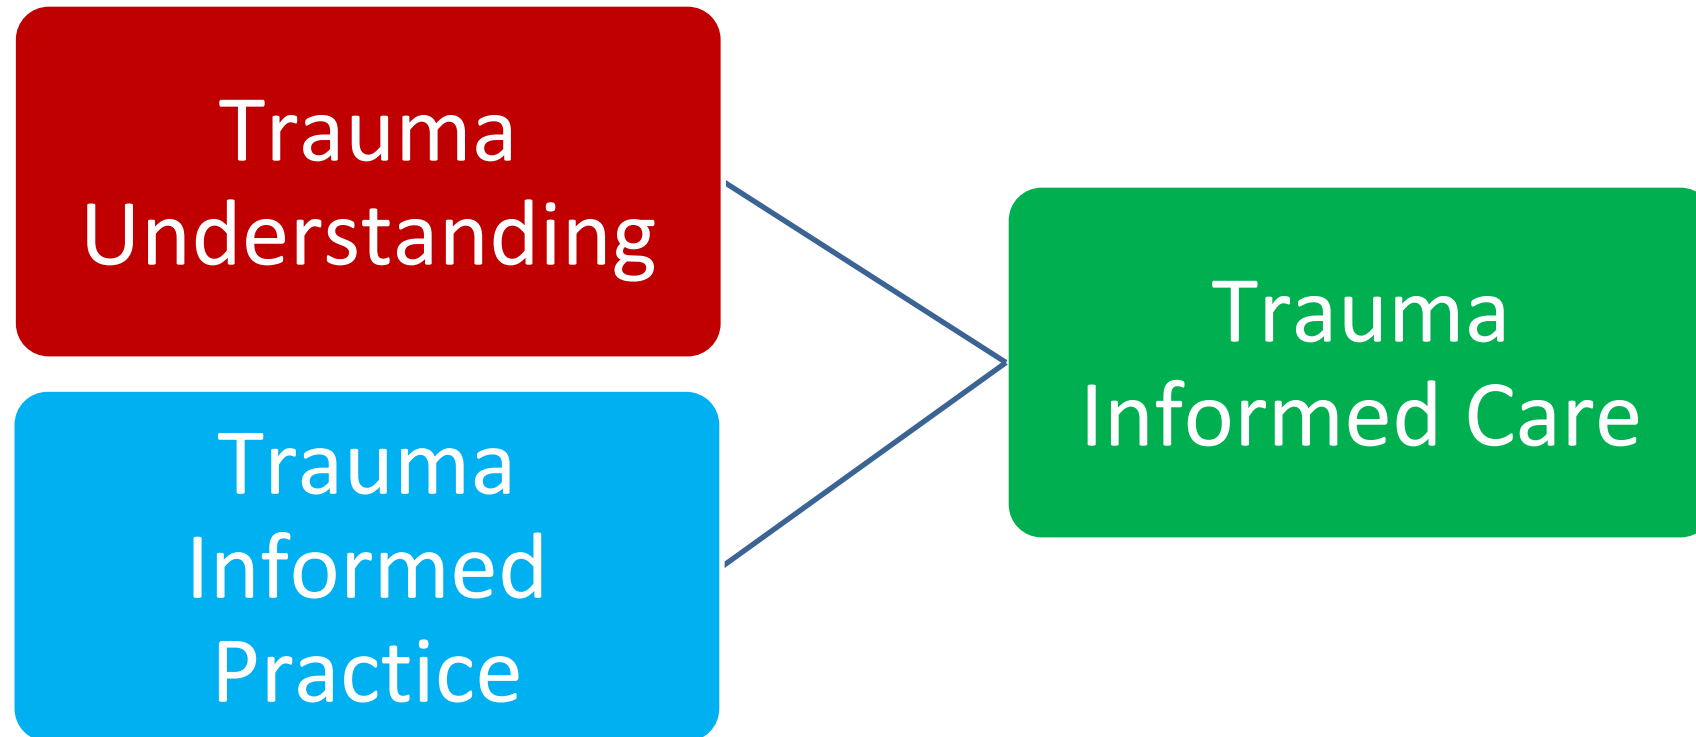 Trauma
Understanding
Trauma
Informed
Practice
Trauma
Informed Care